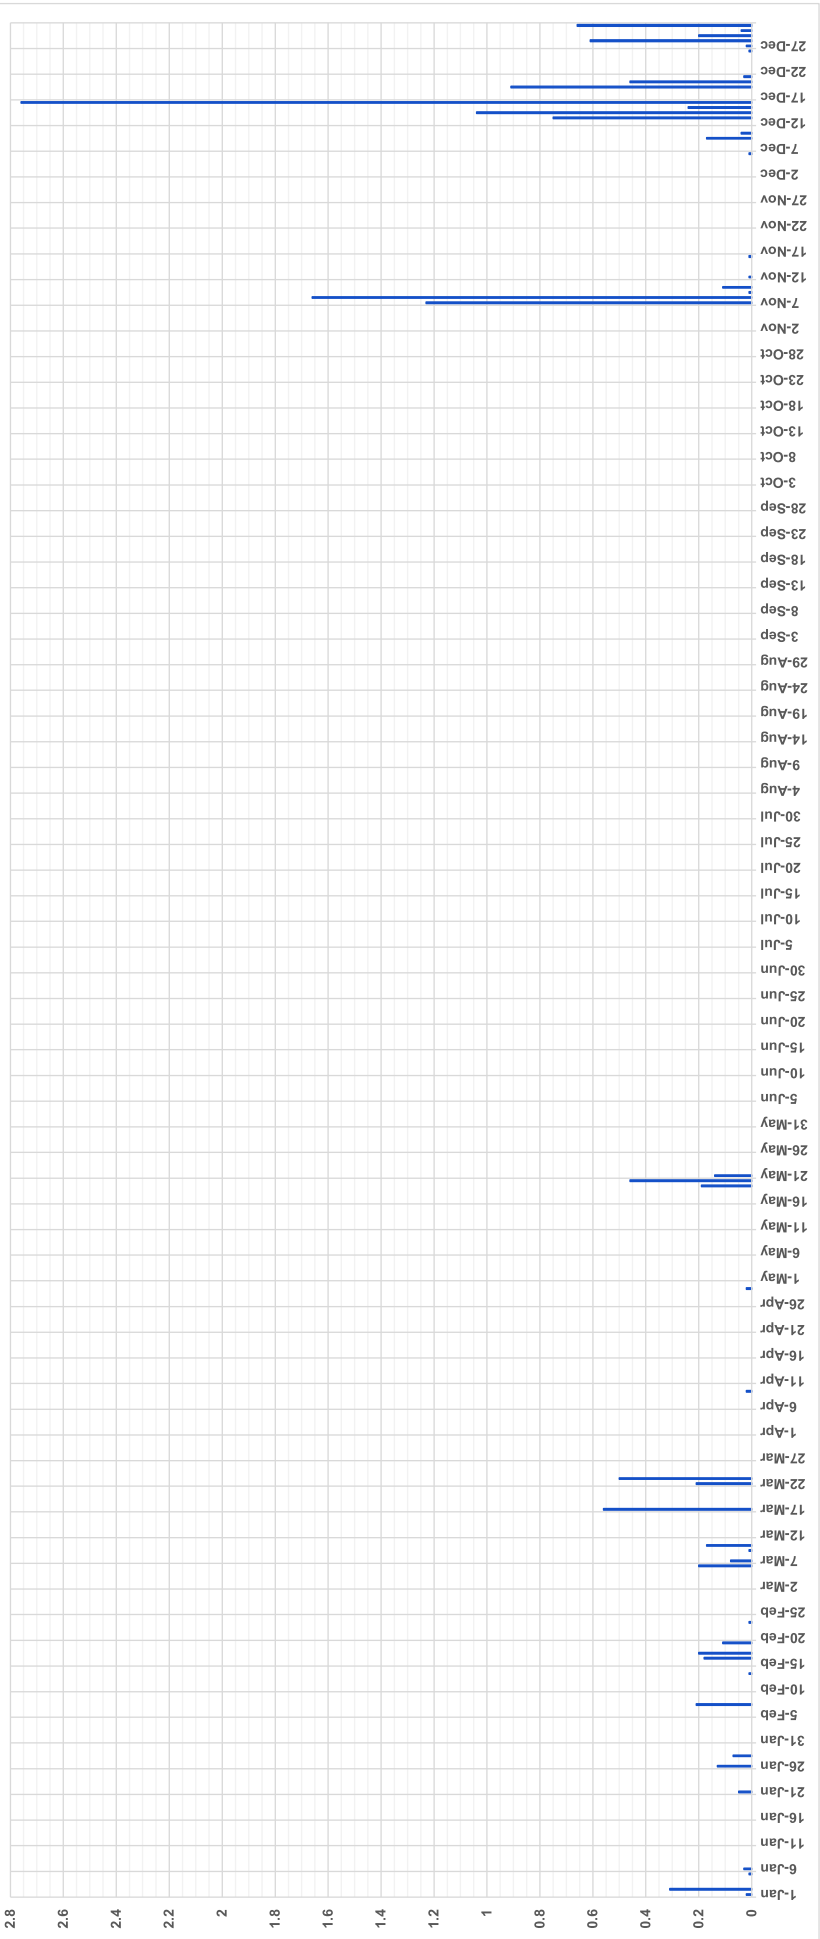 27-Dec
22-Dec
17-Dec
12-Dec
7-Dec
2-Dec
27-Nov
22-Nov
17-Nov
12-Nov
7-Nov
2-Nov
28-Oct
23-Oct
18-Oct
13-Oct
8-Oct
3-Oct
28-Sep
23-Sep
18-Sep
13-Sep
8-Sep
3-Sep
29-Aug
24-Aug
19-Aug
14-Aug
9-Aug
4-Aug
30-Jul
25-Jul
20-Jul
15-Jul
10-Jul
5-Jul
30-Jun
25-Jun
20-Jun
15-Jun
10-Jun
5-Jun
31-May
26-May
21-May
16-May
11-May
6-May
1-May
26-Apr
21-Apr
16-Apr
11-Apr
6-Apr
1-Apr
27-Mar
22-Mar
17-Mar
12-Mar
7-Mar
2-Mar
25-Feb
20-Feb
15-Feb
10-Feb
5-Feb
31-Jan
26-Jan
21-Jan
16-Jan
11-Jan
6-Jan
1-Jan
2.8
2.6
2.4
2.2
2
1.8
1.6
1.4
1.2
1
0.8
0.6
0.4
0.2
0